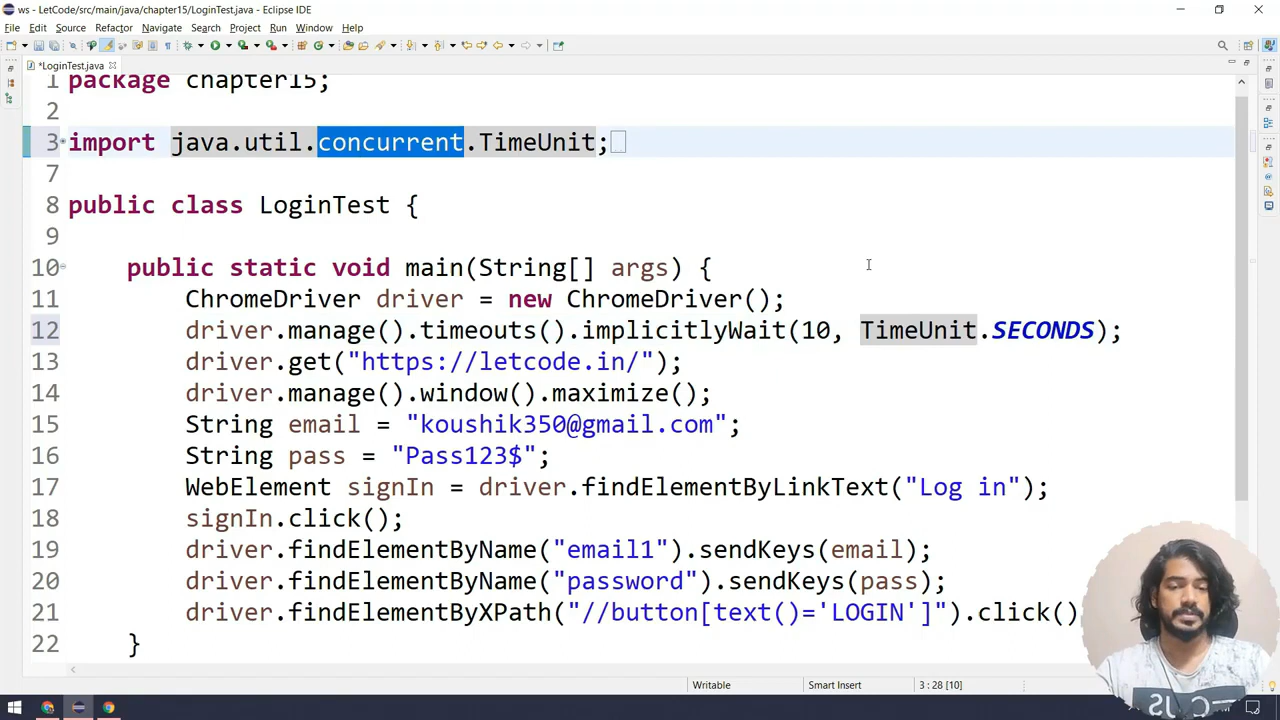 ws - LetCode/src/main/java/chapter15/LoginTest.java - Eclipse IDE
File Edit Source Refactor Navigate Search Project Run Window Help
*LoginTest.java
1 package chapter15;
2
3 import java.util.concurrent.TimeUnit;
7
8 public class LoginTest {
9
10 public static void main(String[] args) {
11 ChromeDriver driver = new ChromeDriver();
12 driver.manage().timeouts().implicitlyWait(10, TimeUnit.SECONDS);
13 driver.get("https://letcode.in/");
14 driver.manage().window().maximize();
15 String email = "koushik350@gmail.com";
16 String pass = "Pass123$";
17 WebElement signIn = driver.findElementByLinkText("Log in");
18 signIn.click();
19 driver.findElementByName("email1").sendKeys(email);
20 driver.findElementByName("password").sendKeys(pass);
21 driver.findElementByXPath("//button[text()='LOGIN']").click()
22 }
Writable Smart Insert 3 : 28 [10]